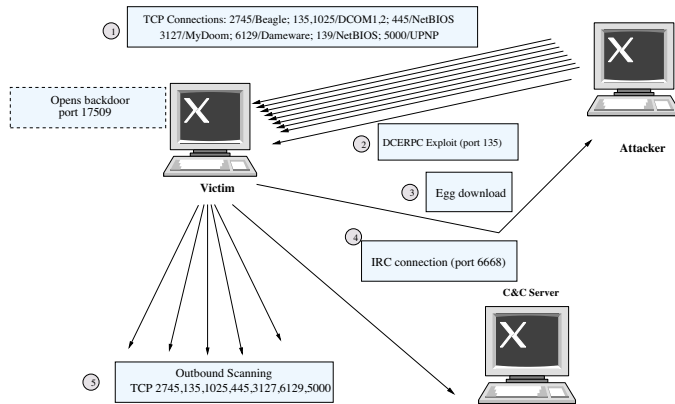 1
TCP Connections: 2745/Beagle; 135,1025/DCOM1,2; 445/NetBIOS
3127/MyDoom; 6129/Dameware; 139/NetBIOS; 5000/UPNP
X
Opens backdoor
port 17509
X
2
DCERPC Exploit (port 135)
Attacker
3
Egg download
Victim
4
IRC connection (port 6668)
C&C Server
X
5
Outbound Scanning
TCP 2745,135,1025,445,3127,6129,5000